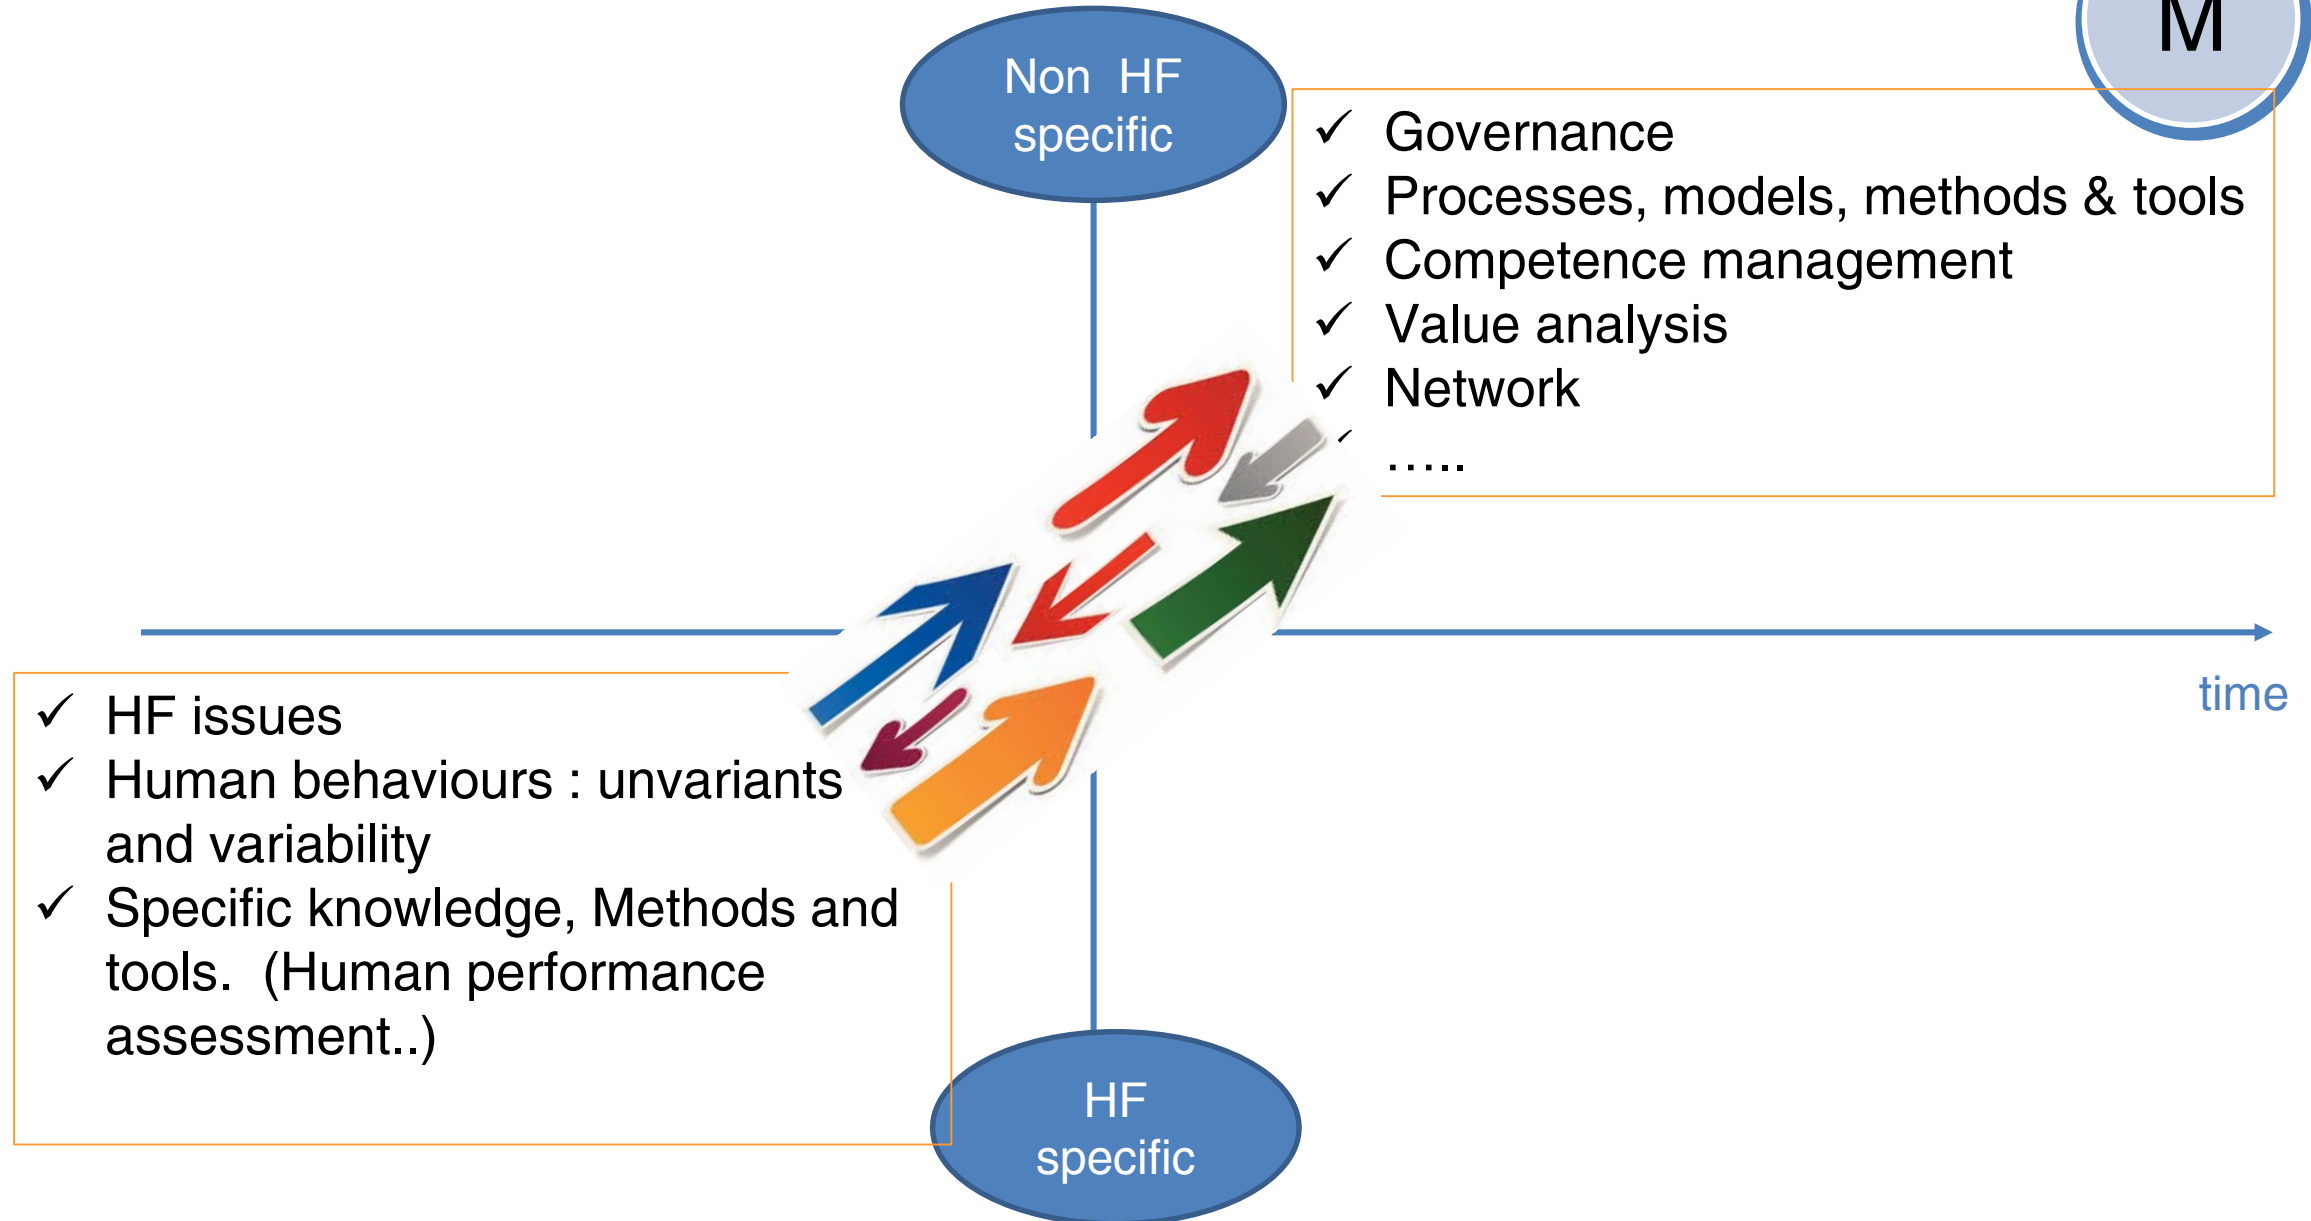 M
Non HF
specific
✓ Governance
✓ Processes, models, methods & tools
✓ Competence management
✓ Value analysis
✓ Network
✓ .....
time
✓ HF issues
✓ Human behaviours : unvariants
and variability
✓ Specific knowledge, Methods and
tools. (Human performance
assessment..)
HF
specific